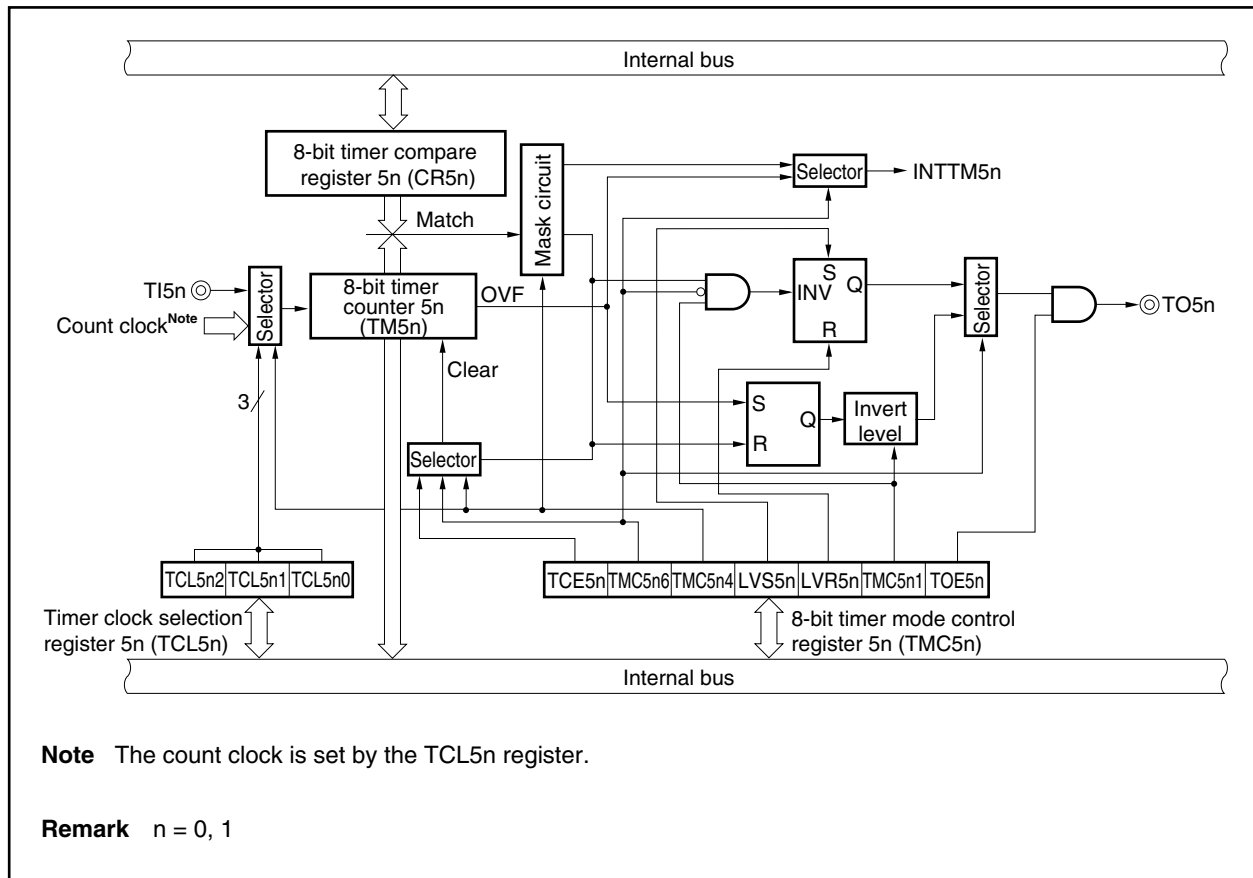 Internal bus
8-bit timer compare
register 5n (CR5n)
Match
Mask circuit
Selector
INTTM5n
TI5n
Count clockNote
Selector
8-bit timer
counter 5n
(TM5n)
OVF
Clear
S
INV
Q
R
Selector
TO5n
3
S
Q
R
Invert
level
Selector
TCL5n2 TCL5n1 TCL5n0
TCE5n TMC5n6 TMC5n4 LVS5n LVR5n TMC5n1 TOE5n
Timer clock selection
register 5n (TCL5n)
8-bit timer mode control
register 5n (TMC5n)
Internal bus
Note The count clock is set by the TCL5n register.
Remark n = 0, 1